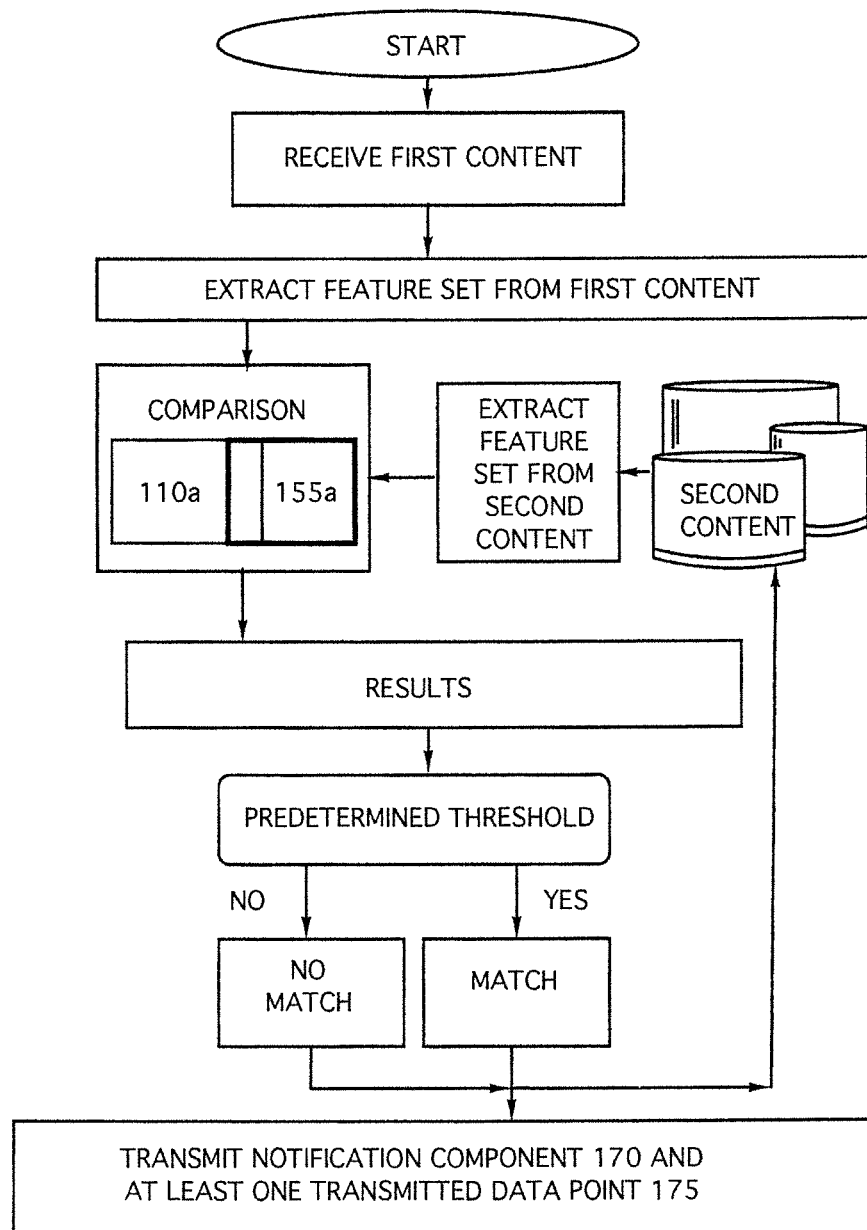 START
RECEIVE FIRST CONTENT
EXTRACT FEATURE SET FROM FIRST CONTENT
COMPARISON
110a
155a
EXTRACT
FEATURE
SET FROM
SECOND
CONTENT
SECOND
CONTENT
RESULTS
PREDETERMINED THRESHOLD
NO
YES
NO
MATCH
MATCH
TRANSMIT NOTIFICATION COMPONENT 170 AND
AT LEAST ONE TRANSMITTED DATA POINT 175